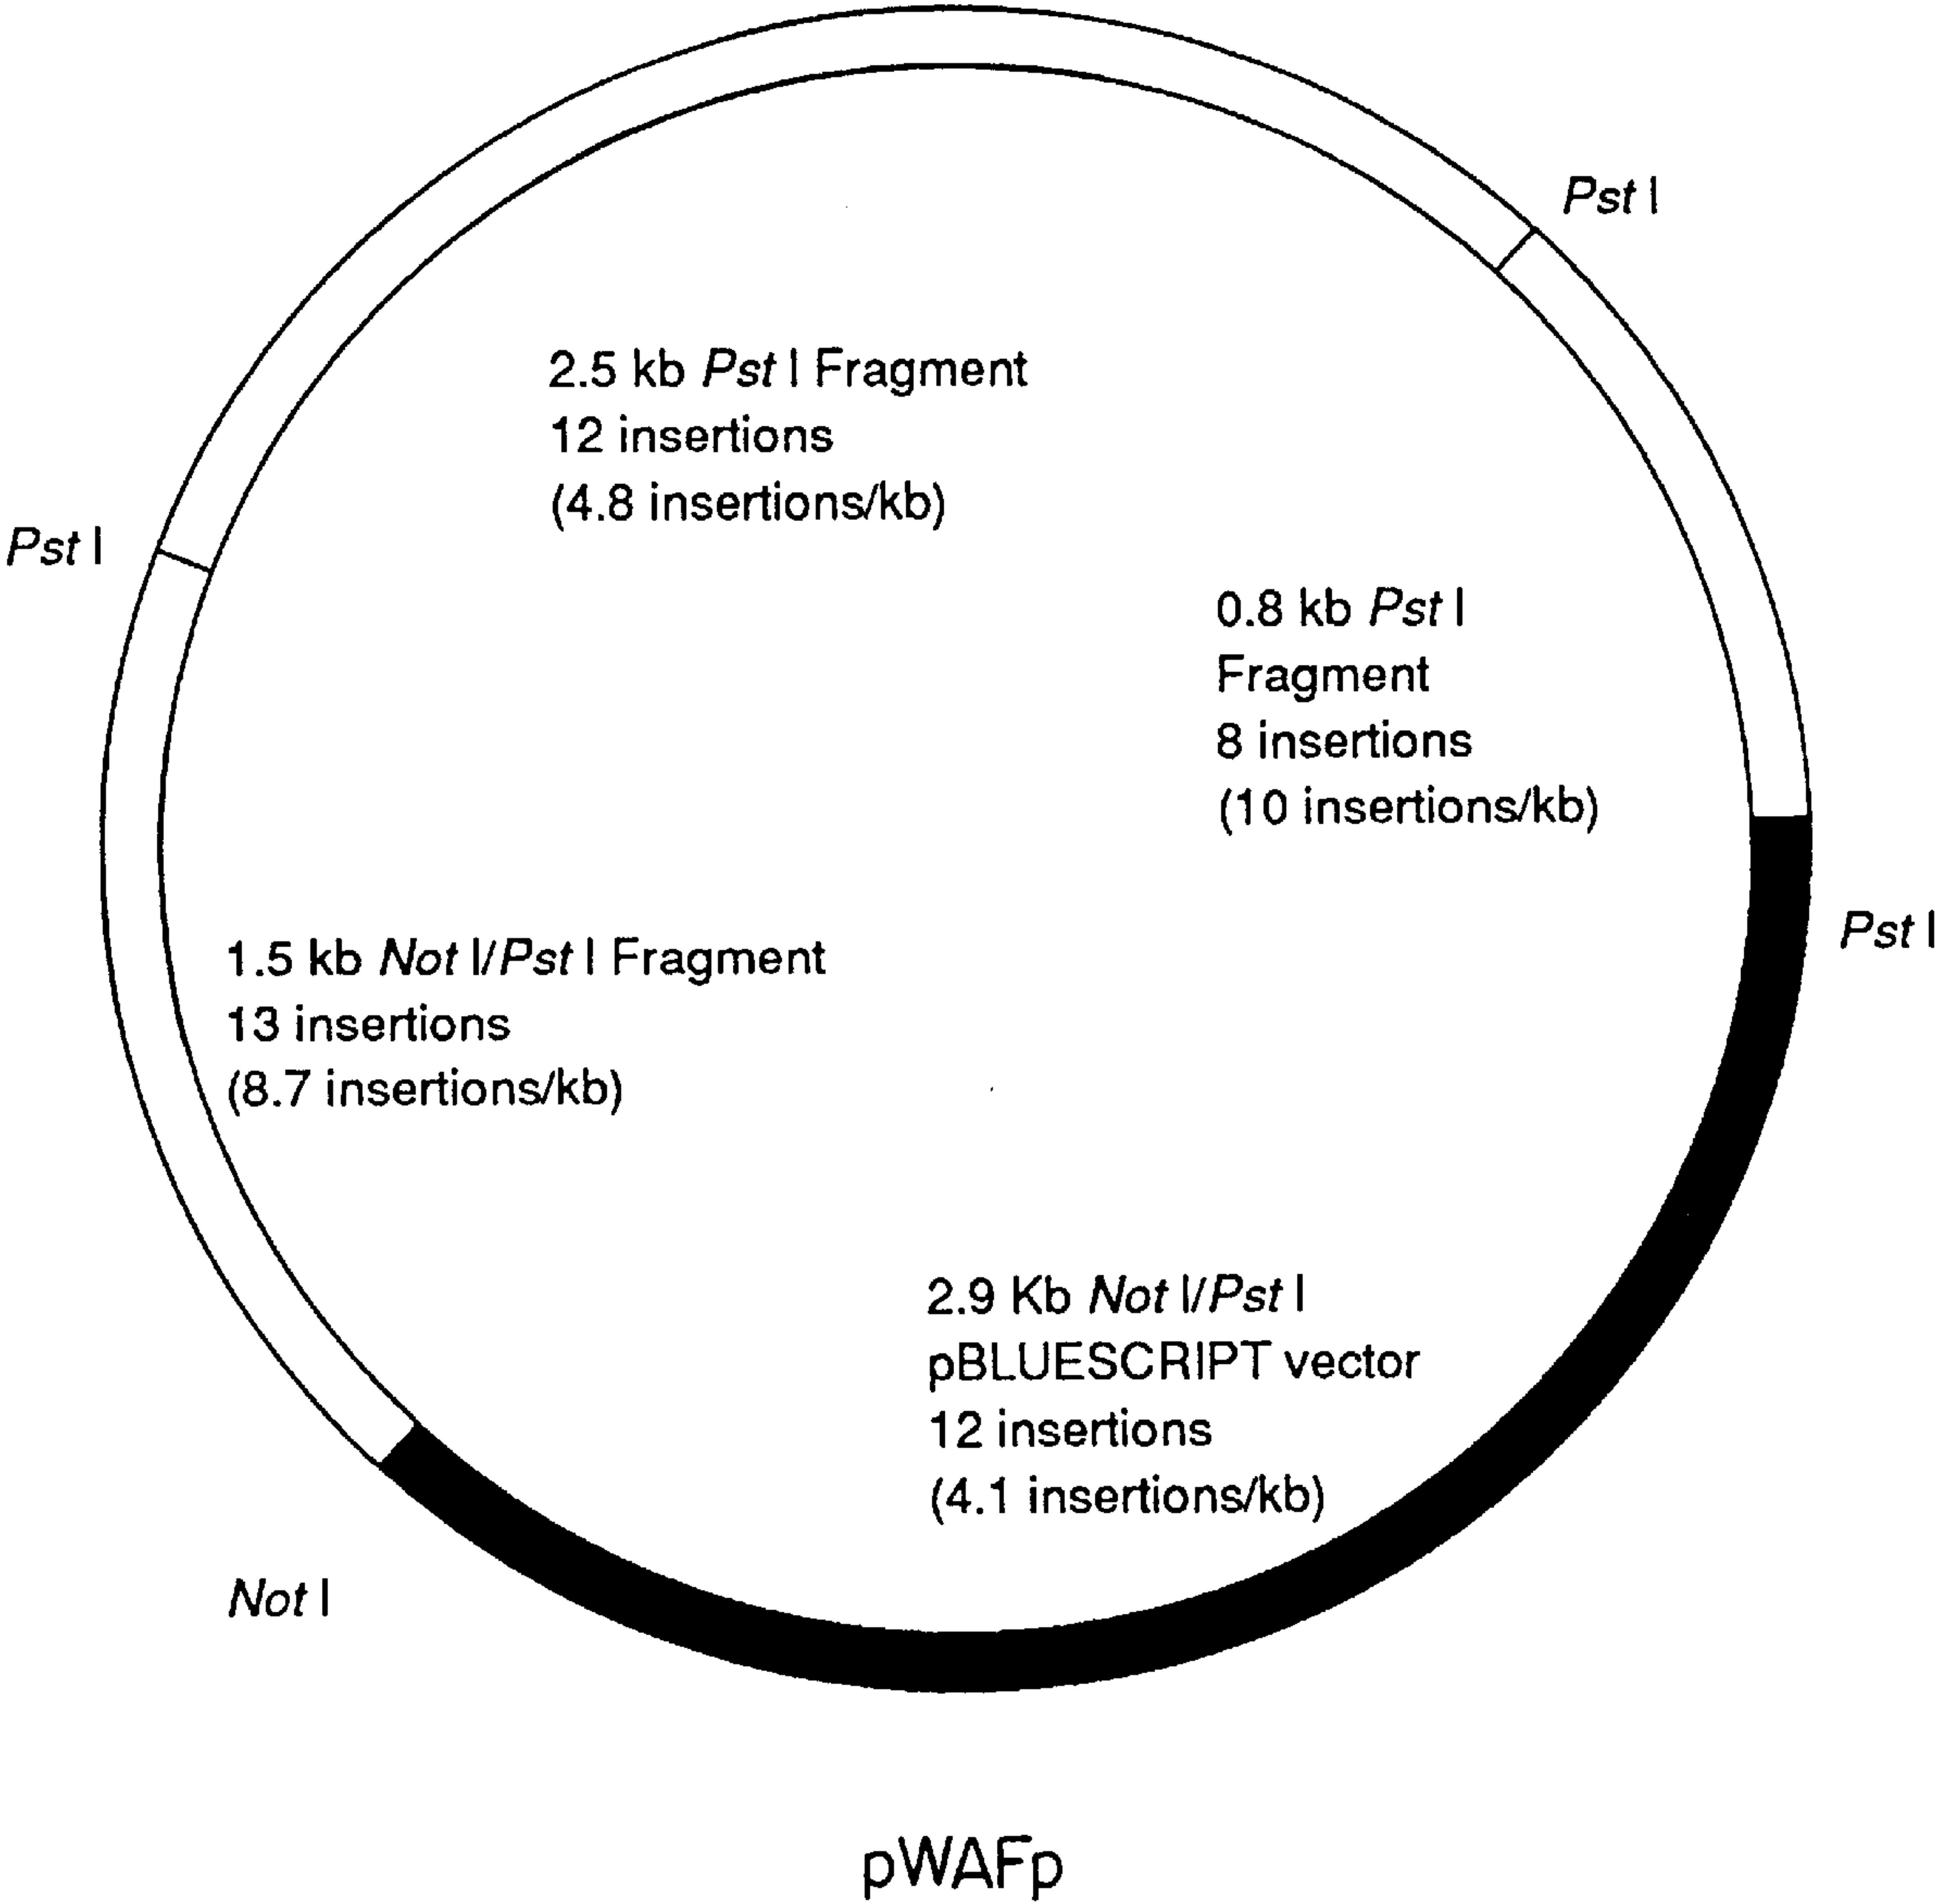 Pst I
2.5 kb Pst I Fragment
12 insertions
(4.8 insertions/kb)
Pst I
0.8 kb Pst I
Fragment
8 insertions
(10 insertions/kb)
Pst I
1.5 kb Not I/Pst I Fragment
13 insertions
(8.7 insertions/kb)
2.9 Kb Not I/Pst I
pBLUESCRIPT vector
12 insertions
(4.1 insertions/kb)
Not I
pWAFp